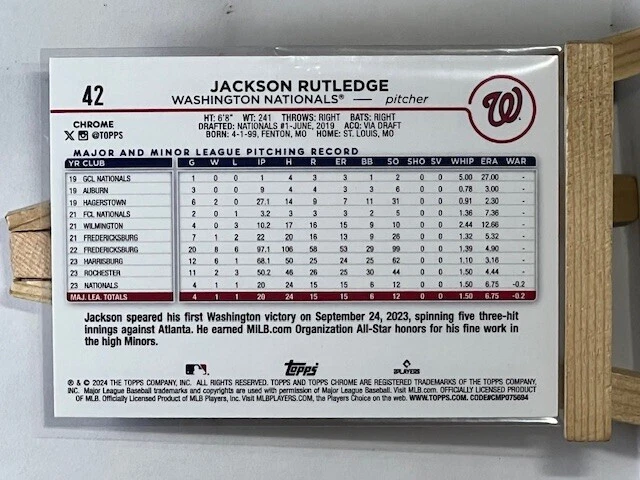 42
JACKSON RUTLEDGE
WASHINGTON NATIONALS® — pitcher
W
CHROME
X @TOPPS
HT: 6'8" WT: 241 THROWS: RIGHT BATS: RIGHT
DRAFTED: NATIONALS #1-JUNE, 2019 ACQ: VIA DRAFT
BORN: 4-1-99, FENTON, MO HOME: ST. LOUIS, MO
MAJOR AND MINOR LEAGUE PITCHING RECORD
YR CLUB G W L IP H R ER BB SO SHO SV WHIP ERA WAR
19 GCL NATIONALS 1 0 0 1 4 3 3 1 2 0 0 5.00 27.00 -
19 AUBURN 3 0 0 9 4 4 3 3 6 0 0 0.78 3.00 -
19 HAGERSTOWN 6 2 0 27.1 14 9 7 11 31 0 0 0.91 2.30 -
21 FCL NATIONALS 2 0 1 3.2 3 3 3 2 5 0 0 1.36 7.36 -
21 WILMINGTON 4 0 3 10.2 17 16 15 9 10 0 0 2.44 12.66 -
21 FREDERICKSBURG 7 1 2 22 20 16 13 9 26 0 0 1.32 5.32 -
22 FREDERICKSBURG 20 8 6 97.1 106 58 53 29 99 0 0 1.39 4.90 -
23 HARRISBURG 12 6 1 68.1 50 25 24 25 62 0 0 1.10 3.16 -
23 ROCHESTER 11 2 3 50.2 46 26 25 30 44 0 0 1.50 4.44 -
23 NATIONALS 4 1 1 20 24 15 15 6 12 0 0 1.50 6.75 -0.2
MAJ. LEA. TOTALS 4 1 1 20 24 15 15 6 12 0 0 1.50 6.75 -0.2
Jackson speared his first Washington victory on September 24, 2023, spinning five three-hit
innings against Atlanta. He earned MILB.com Organization All-Star honors for his fine work in
the high Minors.
Topps
PLAYERS
® & © 2024 THE TOPPS COMPANY, INC. ALL RIGHTS RESERVED. TOPPS AND TOPPS CHROME ARE REGISTERED TRADEMARKS OF THE TOPPS COMPANY,
INC. Major League Baseball trademarks and copyrights are used with permission of Major League Baseball. Visit MLB.com. OFFICIALLY LICENSED PRODUCT
OF MLB. Officially Licensed Product of MLB Players, Inc. Visit MLBPLAYERS.COM, the Players Choice on the web. WWW.TOPPS.COM. CODE#CMP075694